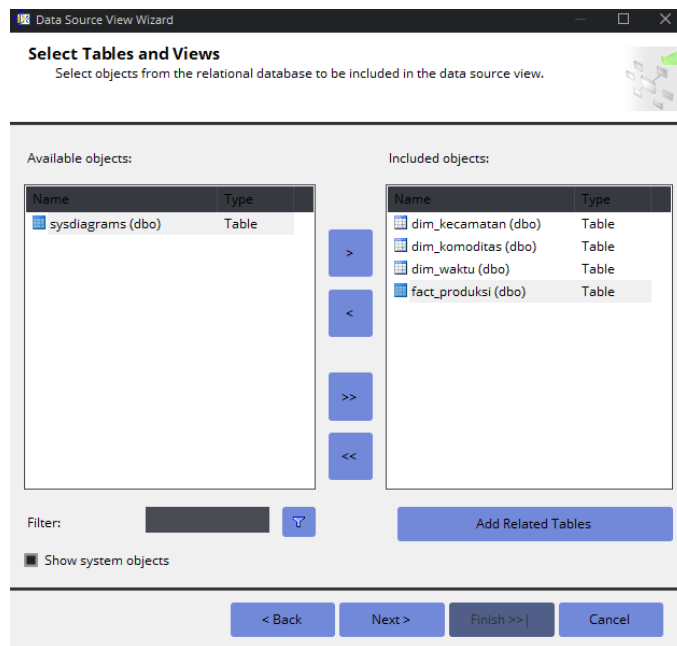 Data Source View Wizard
Select Tables and Views
Select objects from the relational database to be included in the data source view.
Available objects:
Included objects:
Name Type
Name Type
sysdiagrams (dbo) Table
dim_kecamatan (dbo) Table
dim_komoditas (dbo) Table
dim_waktu (dbo) Table
fact_produksi (dbo) Table
>
<
>>
<<
Filter:
Add Related Tables
Show system objects
< Back
Next >
Finish >>|
Cancel